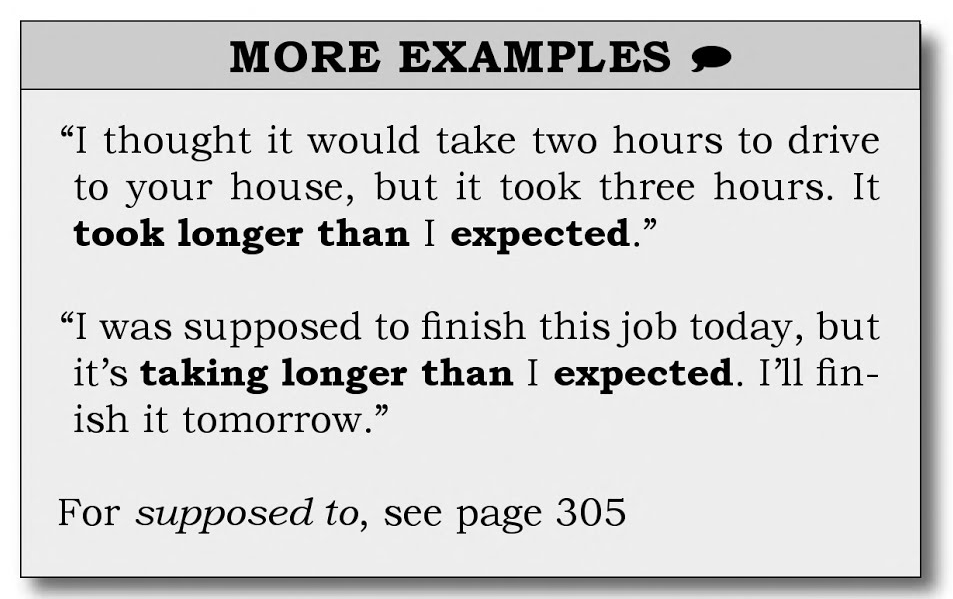 MORE EXAMPLES
“I thought it would take two hours to drive
to your house, but it took three hours. It
took longer than I expected.”
“I was supposed to finish this job today, but
it’s taking longer than I expected. I’ll fin-
ish it tomorrow.”
For supposed to, see page 305